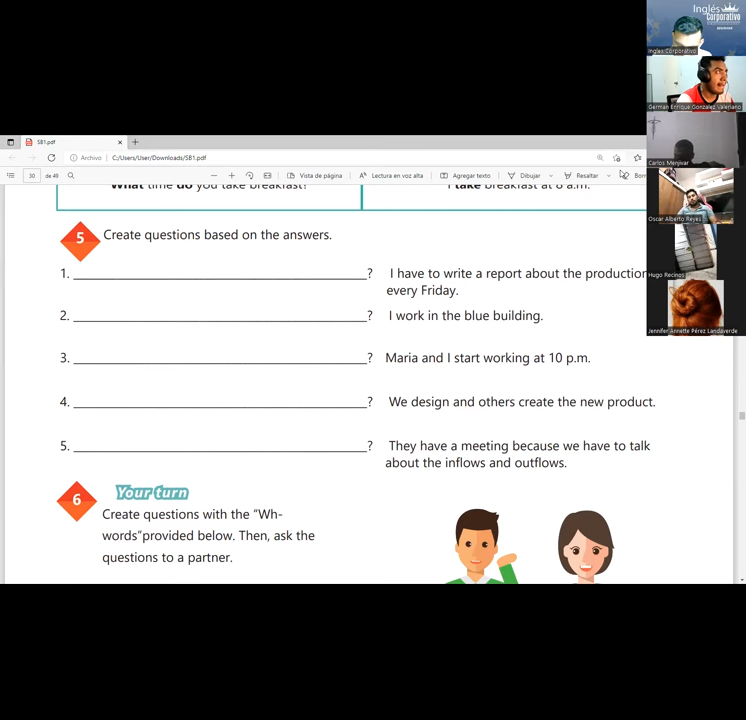 Inglés
Corporativo
Inglés Corporativo
German Enrique Gonzalez Valeriano
SB1.pdf
Archivo C:/Users/User/Downloads/SB1.pdf
Carlos Menjivar
30 de 49 Vista de página Lectura en voz alta Agregar texto Dibujar Resaltar Borr
What time do you take breakfast? I take breakfast at 8 a.m.
Oscar Alberto Reyes
5 Create questions based on the answers.
Hugo Recinos
1. ? I have to write a report about the production
every Friday.
2. ? I work in the blue building.
Jennifer Annette Pérez Landaverde
3. ? Maria and I start working at 10 p.m.
4. ? We design and others create the new product.
5. ? They have a meeting because we have to talk
about the inflows and outflows.
6 Your turn
Create questions with the “Wh-
words”provided below. Then, ask the
questions to a partner.